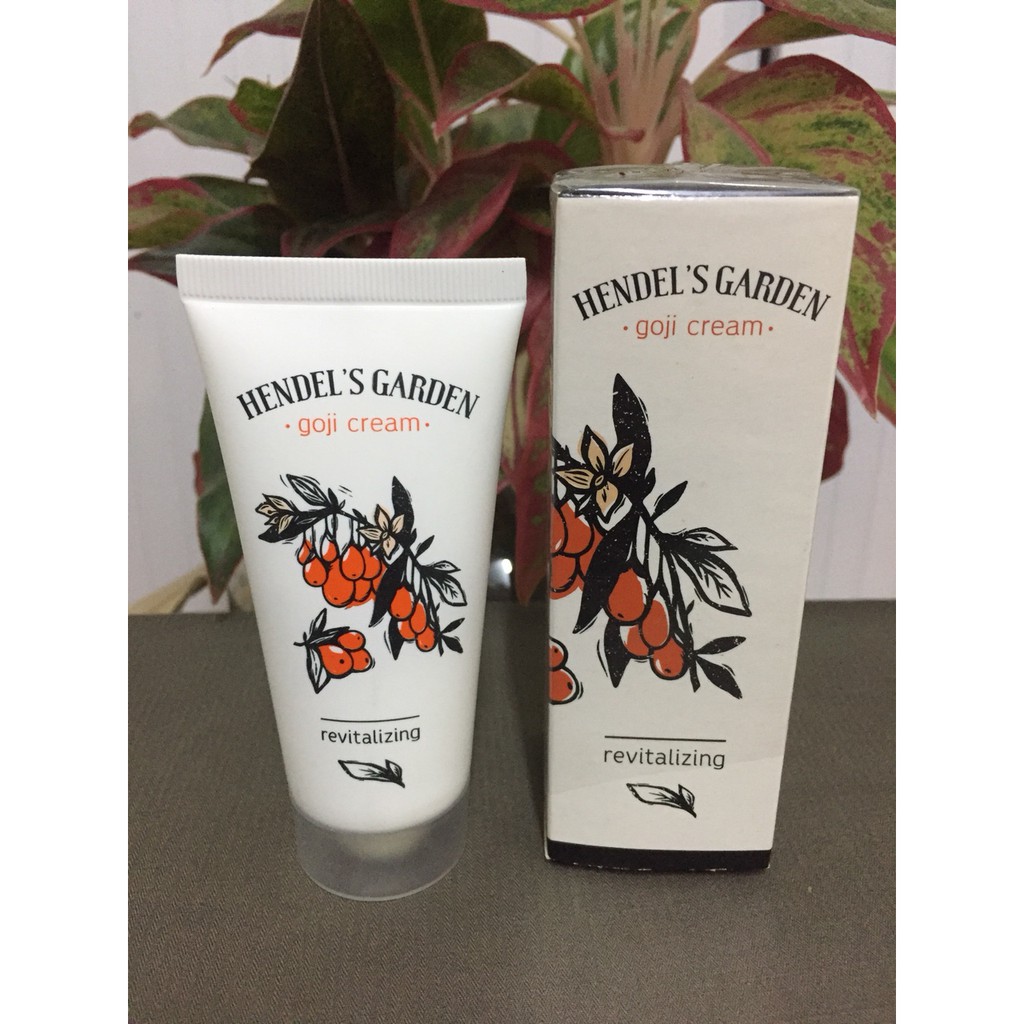 HENDEL'S GARDEN
· goji cream ·
revitalizing
HENDEL'S GARDEN
· goji cream ·
revitalizing